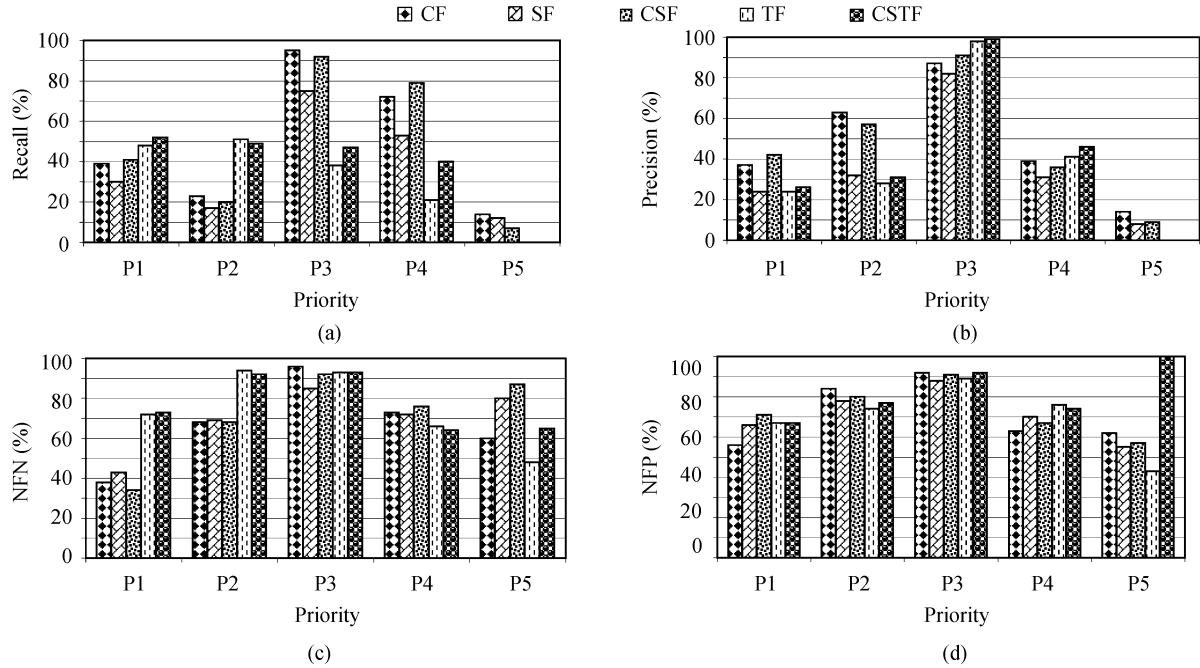 CF SF CSF TF CSTF
Recall (%)
100
80
60
40
20
0
P1 P2 P3 P4 P5
Priority
(a)
Precision (%)
100
80
60
40
20
0
P1 P2 P3 P4 P5
Priority
(b)
NFN (%)
100
80
60
40
20
0
P1 P2 P3 P4 P5
Priority
(c)
NFP (%)
100
80
60
40
20
0
P1 P2 P3 P4 P5
Priority
(d)